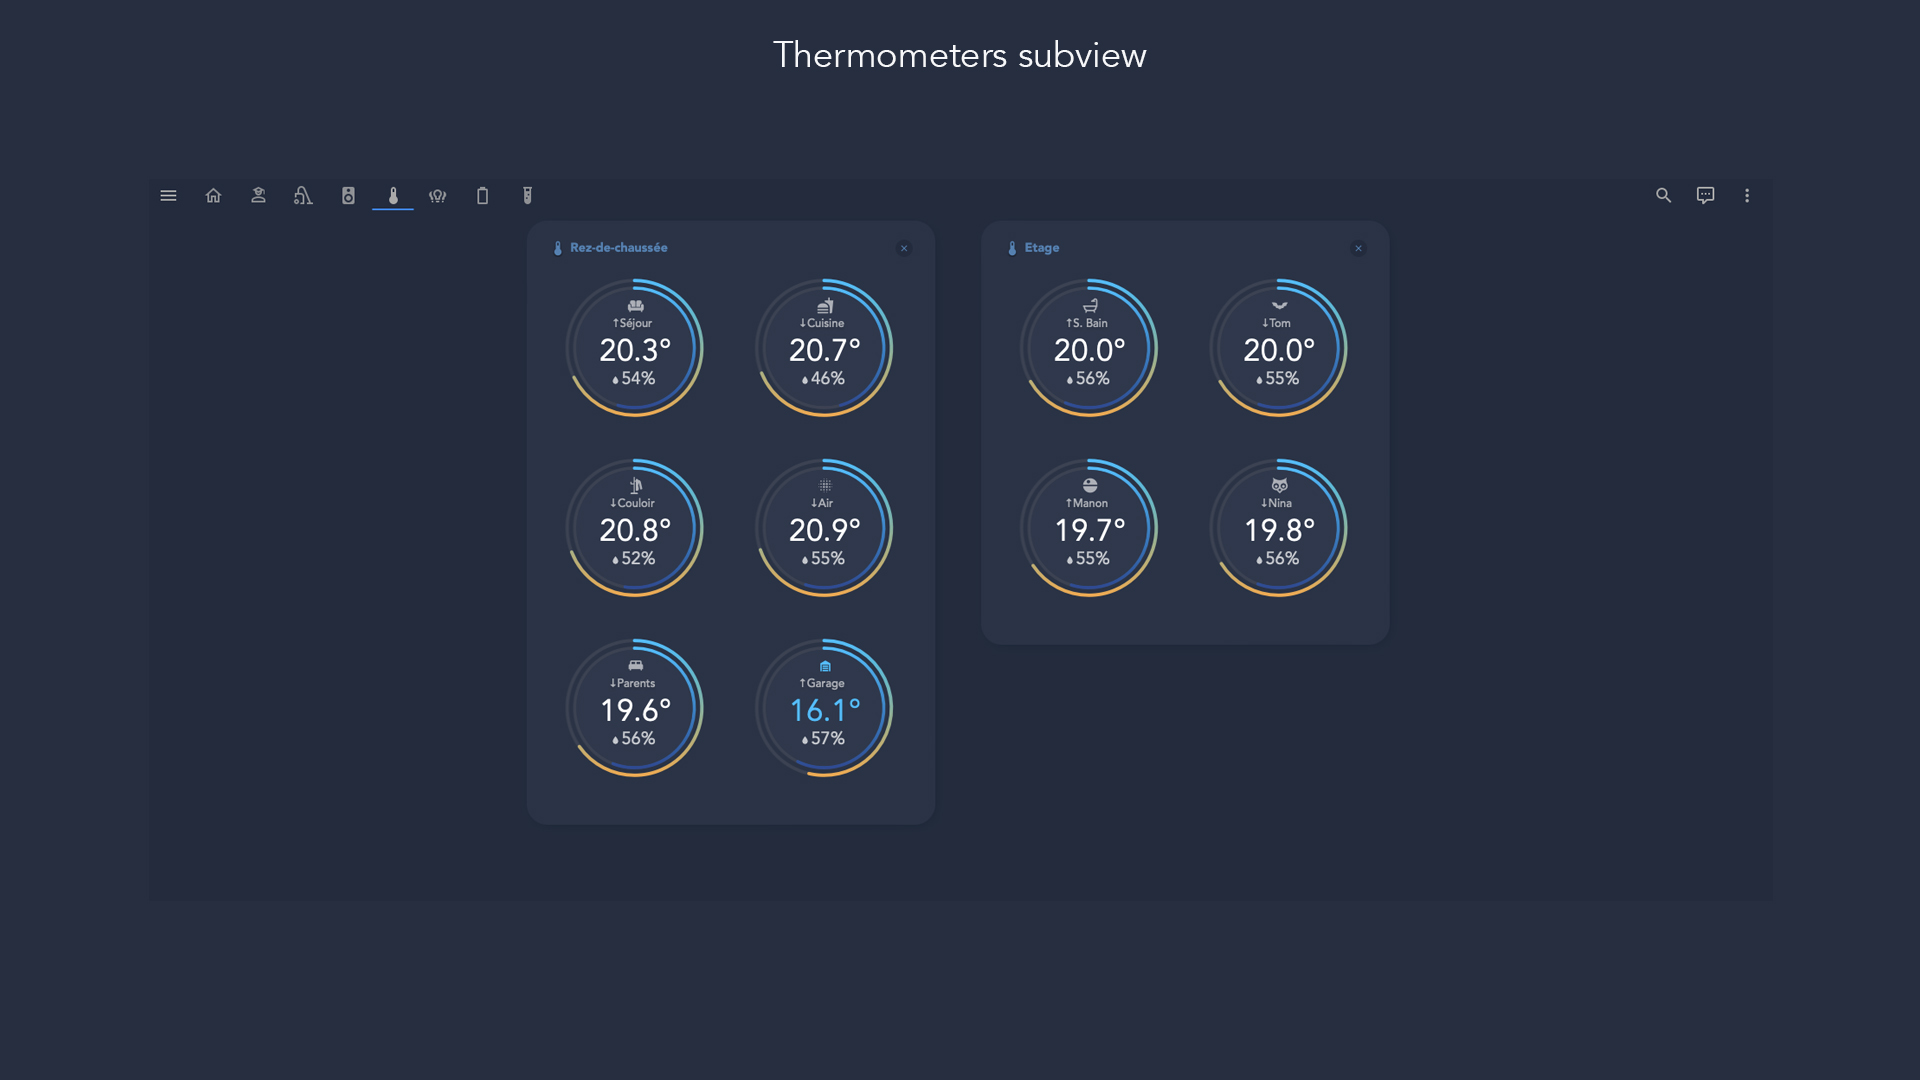 Thermometers subview
Rez-de-chaussée
↑Séjour
20.3°
54%
↓Cuisine
20.7°
46%
↓Couloir
20.8°
52%
↓Air
20.9°
55%
↓Parents
19.6°
56%
↑Garage
16.1°
57%
Etage
↑S. Bain
20.0°
56%
↓Tom
20.0°
55%
↑Manon
19.7°
55%
↓Nina
19.8°
56%